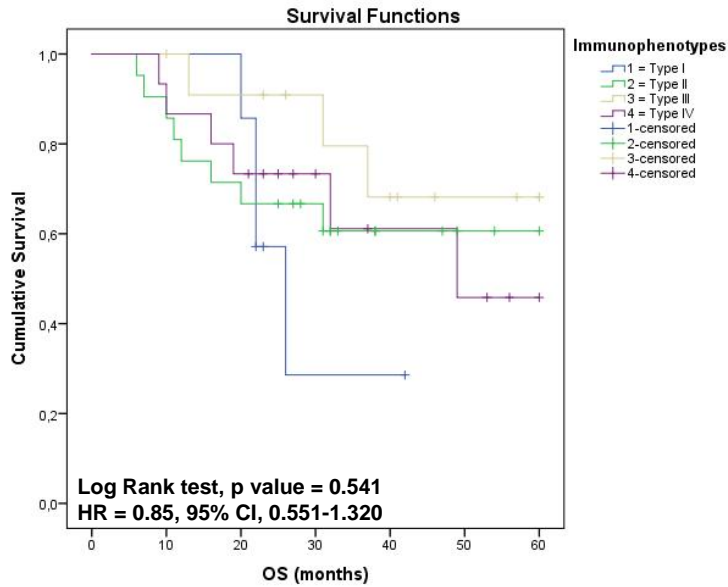 Survival Functions
Immunophenotypes
1 = Type I
2 = Type II
3 = Type III
4 = Type IV
1-censored
2-censored
3-censored
4-censored
Cumulative Survival
1,0
0,8
0,6
0,4
0,2
0,0
Log Rank test, p value = 0.541
HR = 0.85, 95% CI, 0.551-1.320
0 10 20 30 40 50 60
OS (months)